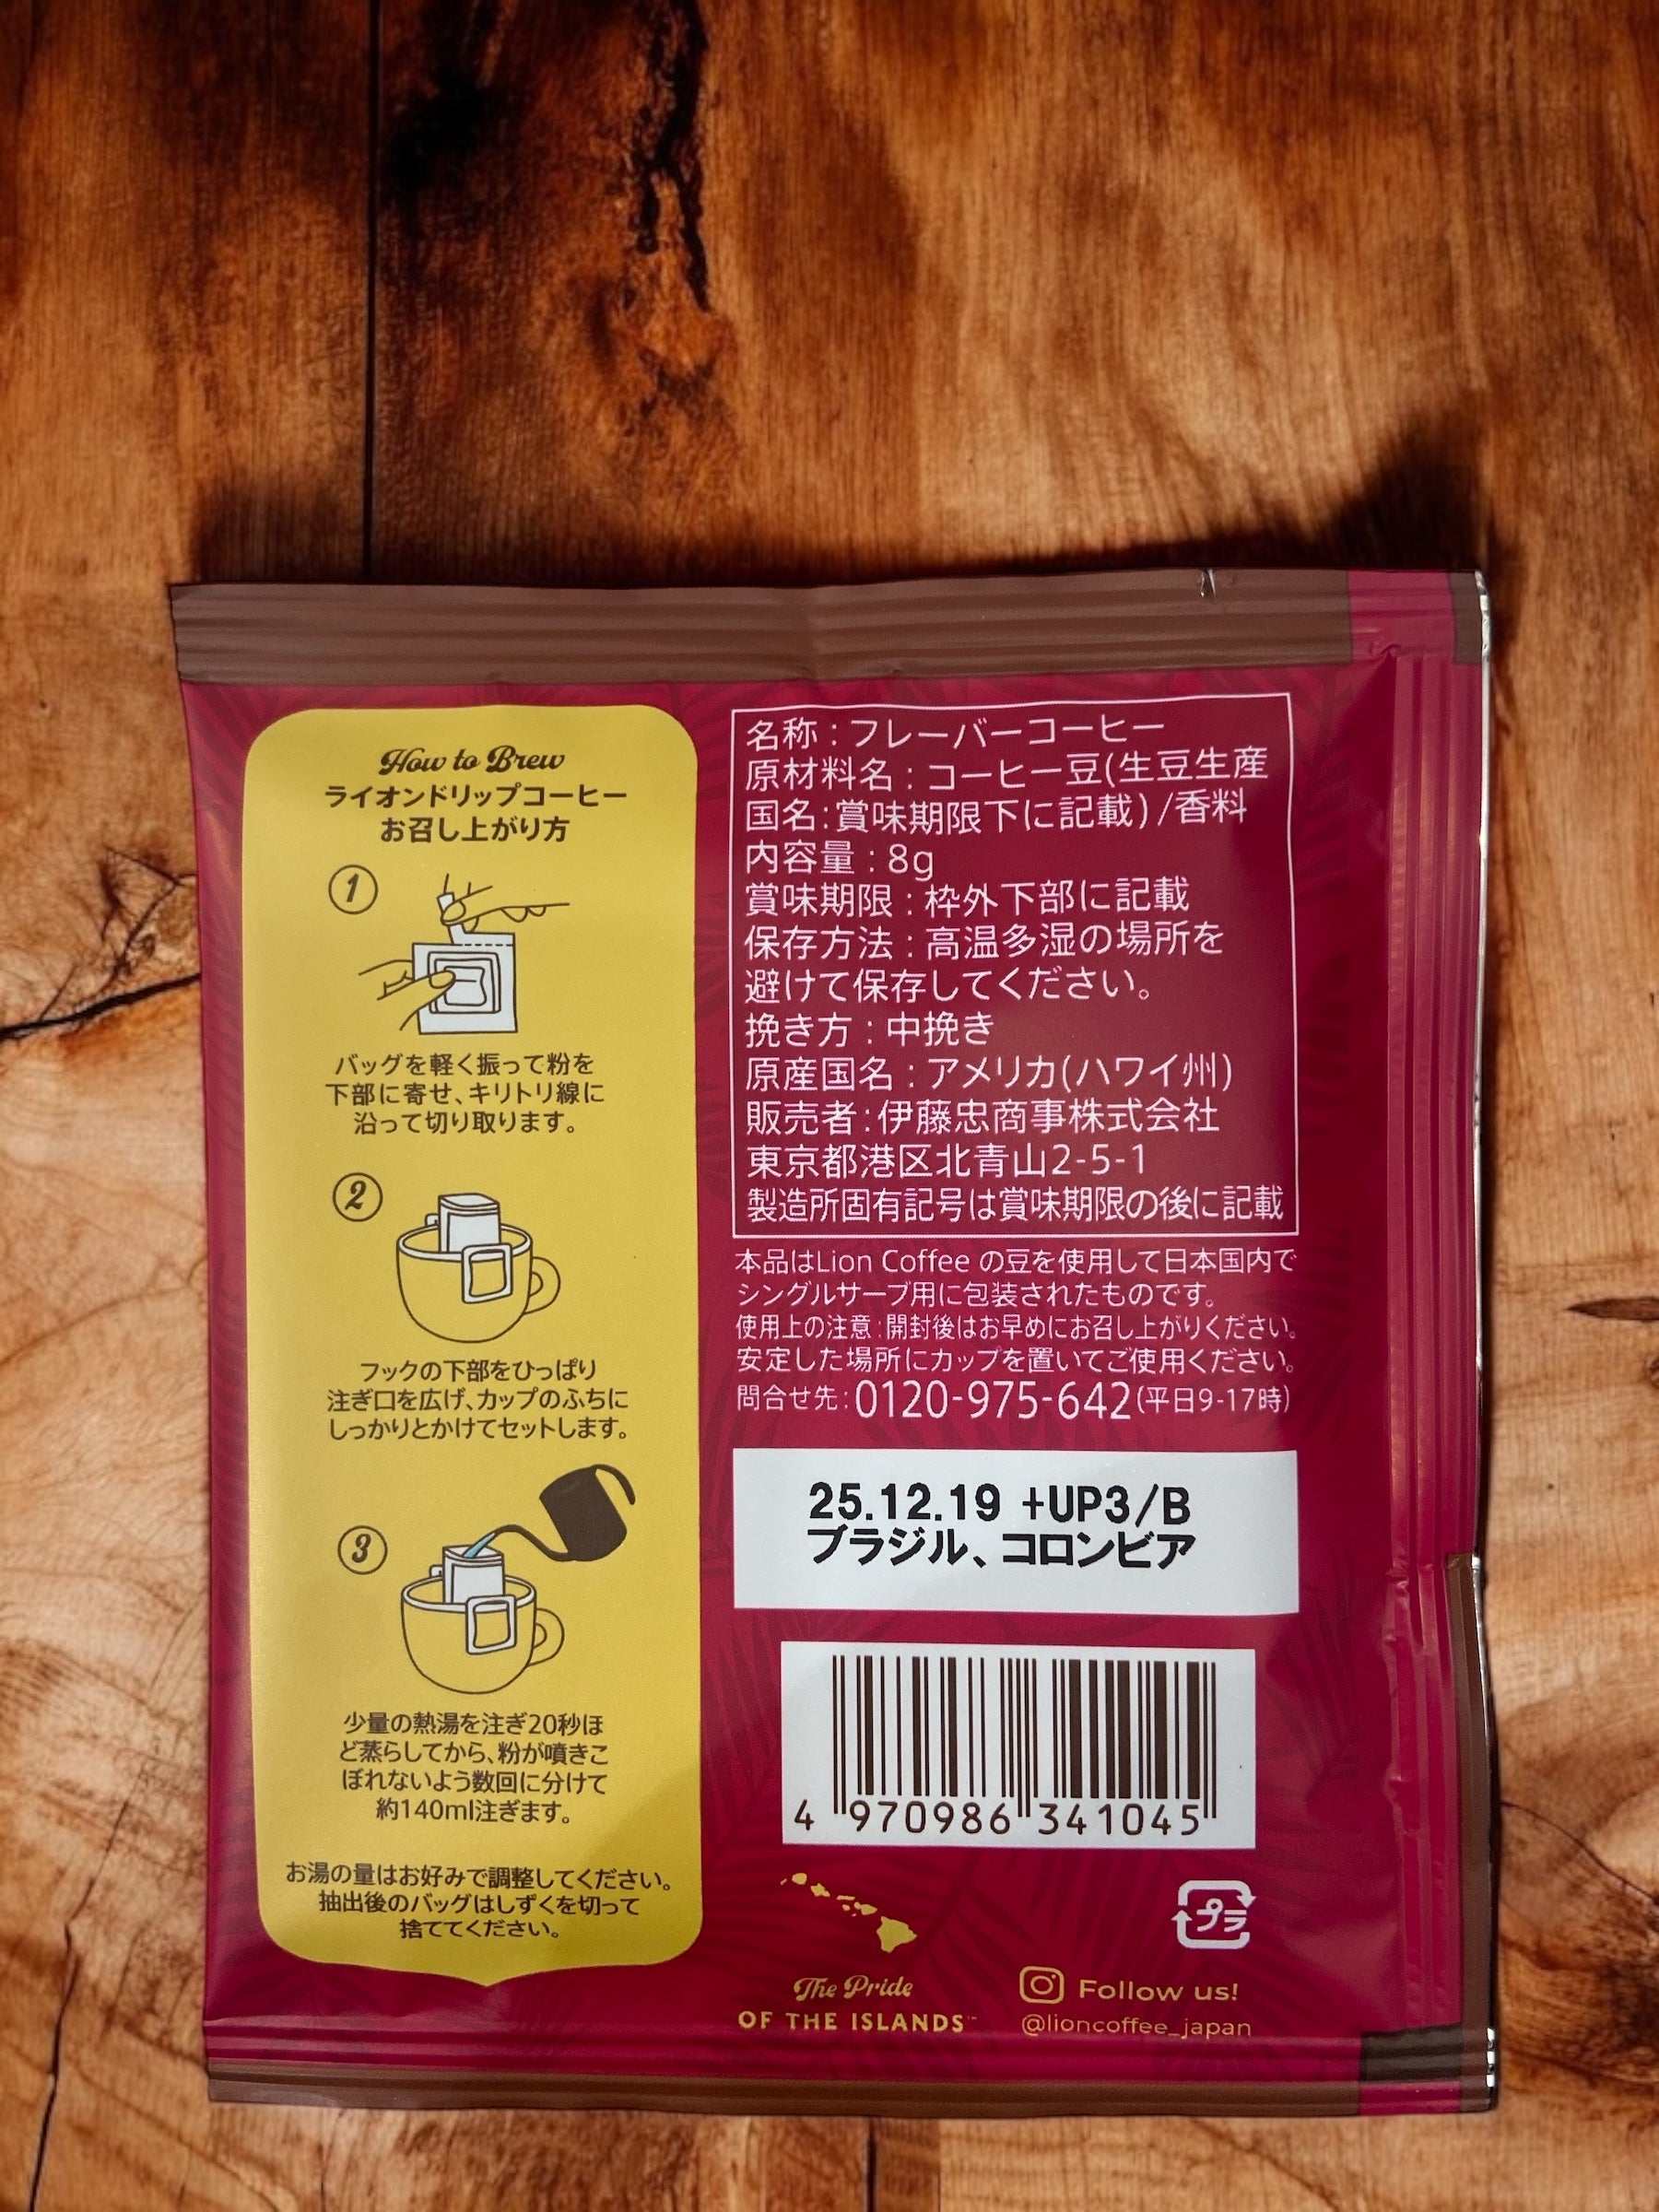 How to Brew
ライオンドリップコーヒー
お召し上がり方
1
バッグを軽く振って粉を
下部に寄せ、キリトリ線に
沿って切り取ります。
2
フックの下部をひっぱり
注ぎ口を広げ、カップのふちに
しっかりとかけてセットします。
3
少量の熱湯を注ぎ20秒ほ
ど蒸らしてから、粉が噴きこ
ぼれないよう数回に分けて
約140ml注ぎます。
お湯の量はお好みで調整してください。
抽出後のバッグはしずくを切って
捨ててください。
名称:フレーバーコーヒー
原材料名:コーヒー豆(生豆生産
国名:賞味期限下に記載)/香料
内容量:8g
賞味期限:枠外下部に記載
保存方法:高温多湿の場所を
避けて保存してください。
挽き方:中挽き
原産国名:アメリカ(ハワイ州)
販売者:伊藤忠商事株式会社
東京都港区北青山2-5-1
製造所固有記号は賞味期限の後に記載
本品はLion Coffee の豆を使用して日本国内で
シングルサーブ用に包装されたものです。
使用上の注意:開封後はお早めにお召し上がりください。
安定した場所にカップを置いてご使用ください。
問合せ先:0120-975-642(平日9-17時)
25.12.19 +UP3/B
ブラジル、コロンビア
4 970986 341045
プラ
The Pride
OF THE ISLANDS™
Follow us!
@lioncoffee_japan